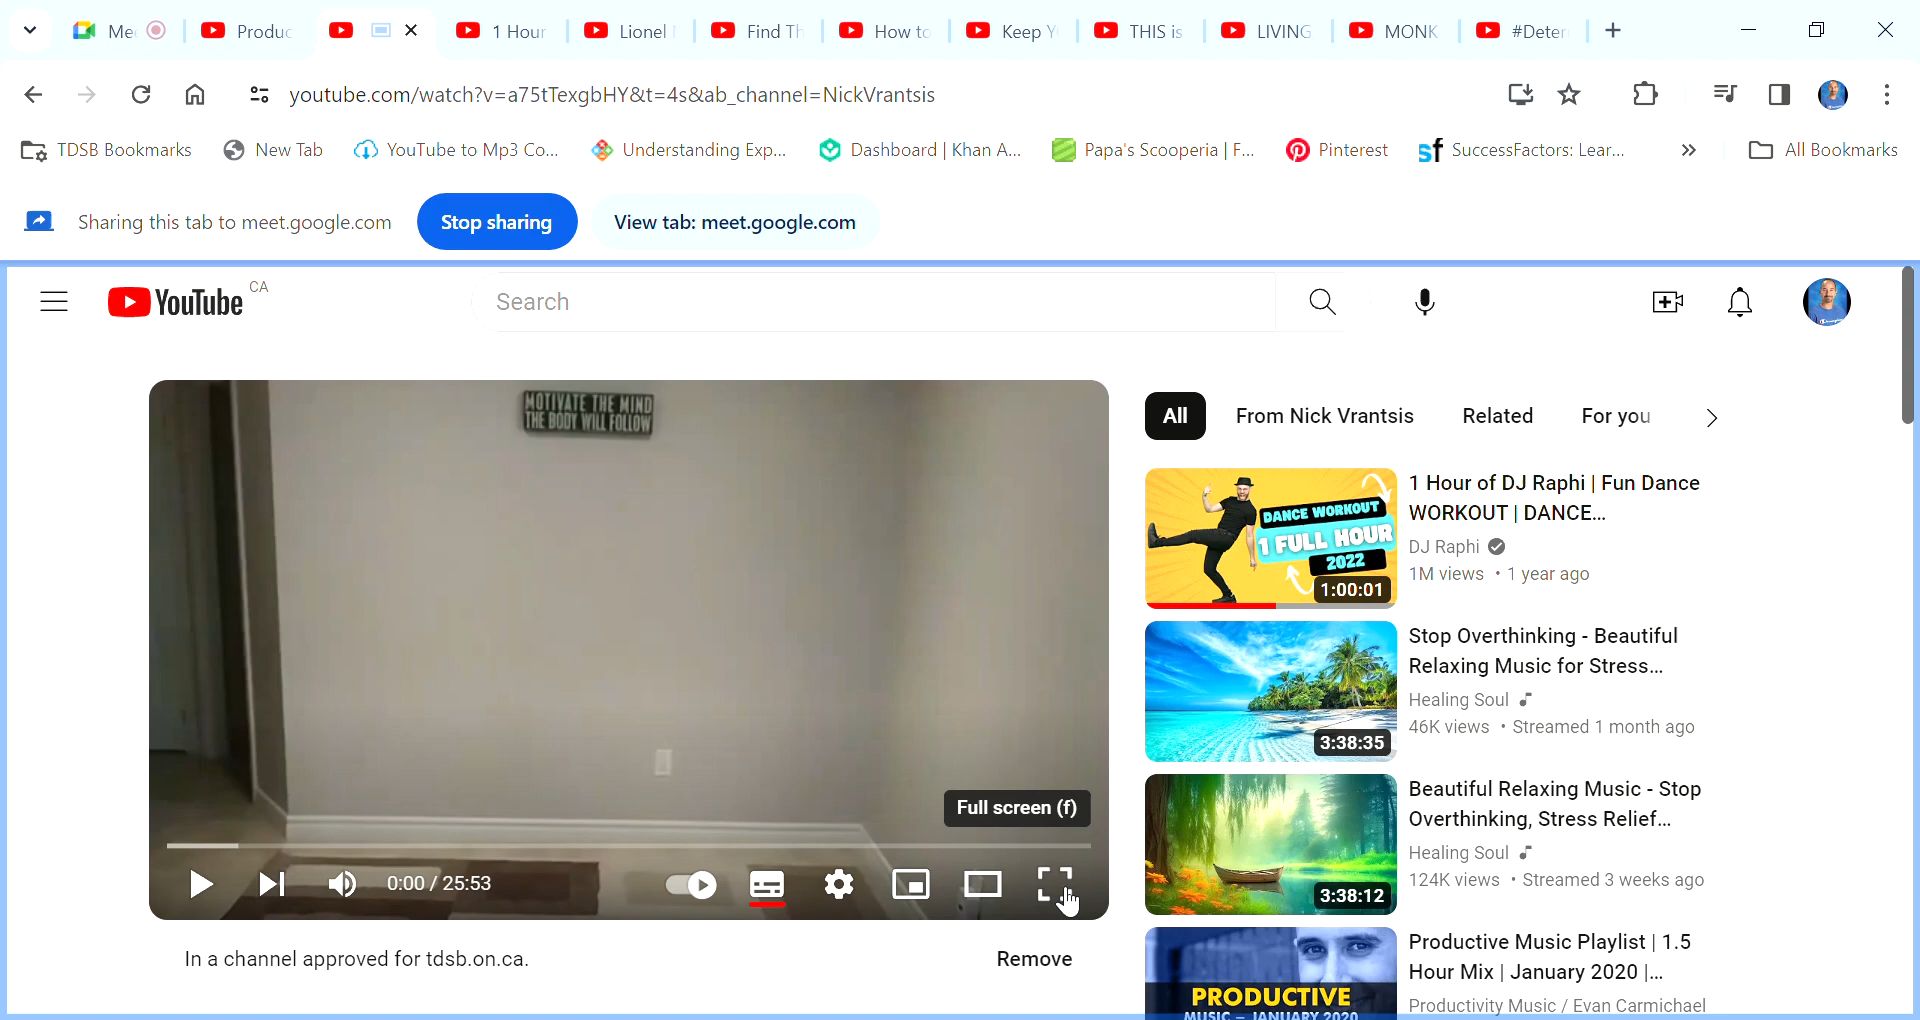 Me
Produc
1 Hour
Lionel
Find Th
How to
Keep Y
THIS is
LIVING
MONK
#Deter
youtube.com/watch?v=a75tTexgbHY&t=4s&ab_channel=NickVrantsis
TDSB Bookmarks
New Tab
YouTube to Mp3 Co...
Understanding Exp...
Dashboard | Khan A...
Papa's Scooperia | F...
Pinterest
sf
SuccessFactors: Lear...
All Bookmarks
Sharing this tab to meet.google.com
Stop sharing
View tab: meet.google.com
YouTube CA
Search
MOTIVATE THE MIND
THE BODY WILL FOLLOW
Full screen (f)
0:00 / 25:53
In a channel approved for tdsb.on.ca.
Remove
All
From Nick Vrantsis
Related
For you
DANCE WORKOUT
1 FULL HOUR
2022
1:00:01
1 Hour of DJ Raphi | Fun Dance
WORKOUT | DANCE...
DJ Raphi
1M views • 1 year ago
3:38:35
Stop Overthinking - Beautiful
Relaxing Music for Stress...
Healing Soul
46K views • Streamed 1 month ago
3:38:12
Beautiful Relaxing Music - Stop
Overthinking, Stress Relief...
Healing Soul
124K views • Streamed 3 weeks ago
PRODUCTIVE
MUSIC – JANUARY 2020
Productive Music Playlist | 1.5
Hour Mix | January 2020 |...
Productivity Music / Evan Carmichael